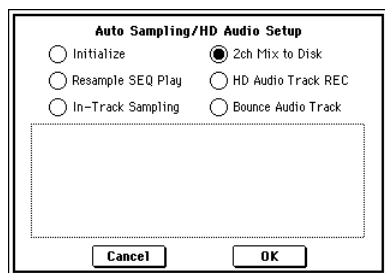 Auto Sampling/HD Audio Setup
Initialize 2ch Mix to Disk
Resample SEQ Play HD Audio Track REC
In-Track Sampling Bounce Audio Track
Cancel OK